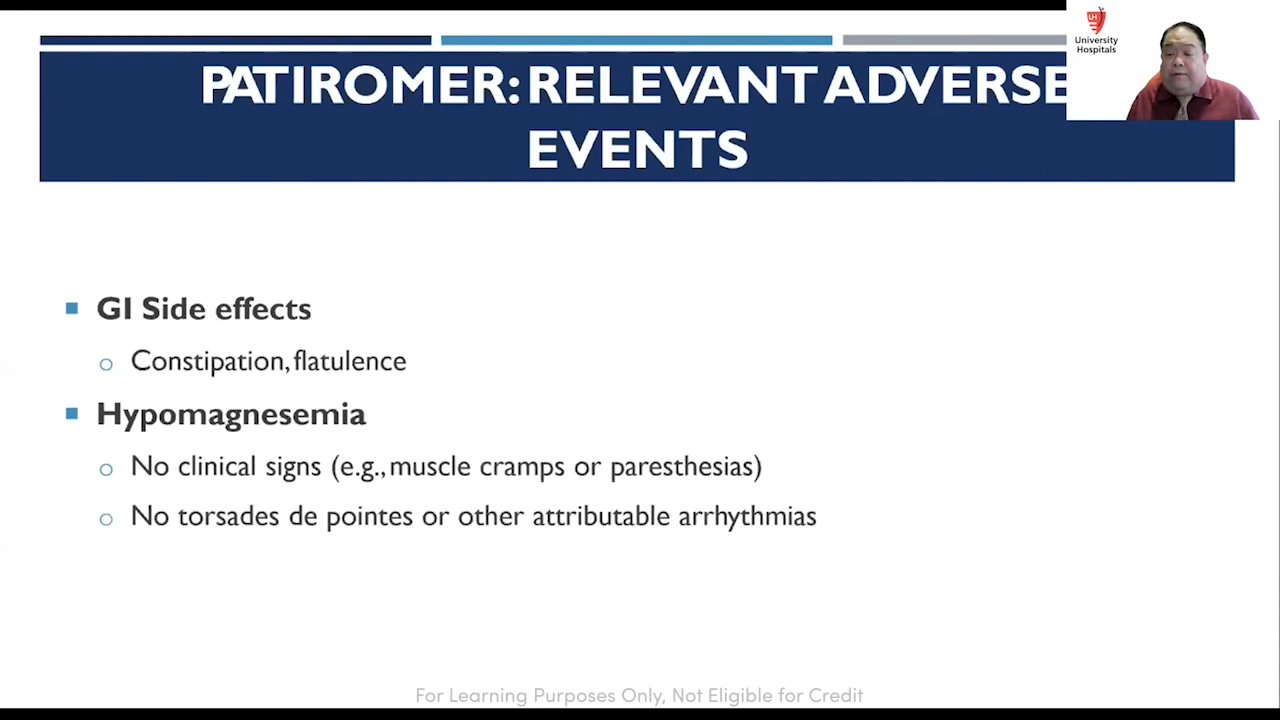 UH
University
Hospitals
PATIROMER: RELEVANT ADVERSE
EVENTS
GI Side effects
Constipation, flatulence
Hypomagnesemia
No clinical signs (e.g., muscle cramps or paresthesias)
No torsades de pointes or other attributable arrhythmias
For Learning Purposes Only, Not Eligible for Credit